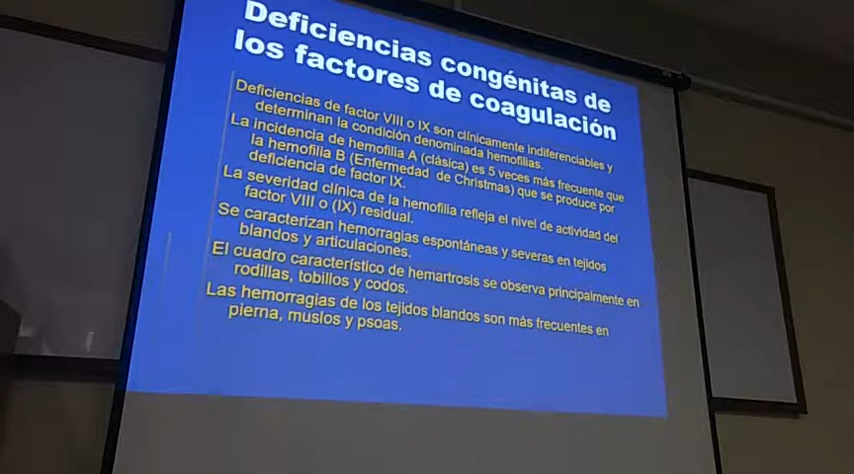 Deficiencias congénitas de
los factores de coagulación
Deficiencias de factor VIII o IX son clínicamente indiferenciables y
determinan la condición denominada hemofilias.
La incidencia de hemofilia A (clásica) es 5 veces más frecuente que
la hemofilia B (Enfermedad de Christmas) que se produce por
deficiencia de factor IX.
La severidad clínica de la hemofilia refleja el nivel de actividad del
factor VIII o (IX) residual.
Se caracterizan hemorragias espontáneas y severas en tejidos
blandos y articulaciones.
El cuadro característico de hemartrosis se observa principalmente en
rodillas, tobillos y codos.
Las hemorragias de los tejidos blandos son más frecuentes en
pierna, muslos y psoas.